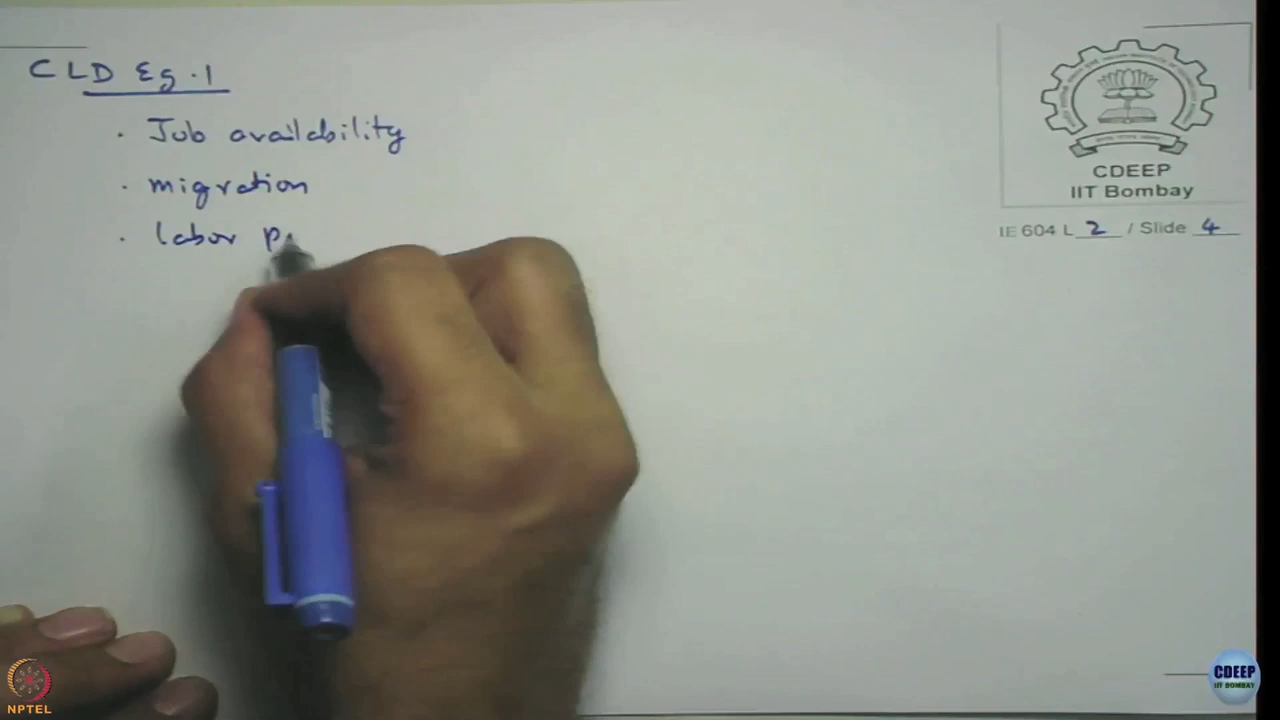 CLD Eg.1
. Job availability
. migration
. labor p
CDEEP
IIT Bombay
IE 604 L 2 / Slide 4
NPTEL
CDEEP
IIT BOMBAY